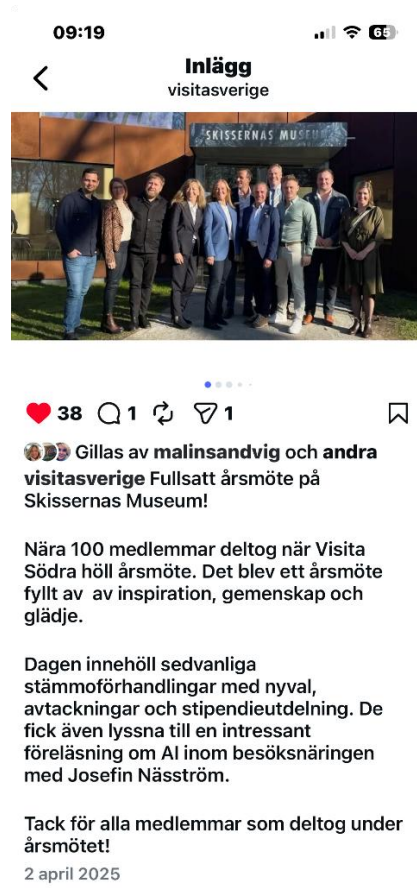 09:19
65
Inlägg
visitasverige
SKISSERNAS MUSEUM
38
1
1
Gillas av malinsandvig och andra
visitasverige Fullsatt årsmöte på
Skissernas Museum!
Nära 100 medlemmar deltog när Visita
Södra höll årsmöte. Det blev ett årsmöte
fyllt av  av inspiration, gemenskap och
glädje.
Dagen innehöll sedvanliga
stämmoförhandlingar med nyval,
avtackningar och stipendieutdelning. De
fick även lyssna till en intressant
föreläsning om AI inom besöksnäringen
med Josefin Näsström.
Tack för alla medlemmar som deltog under
årsmötet!
2 april 2025